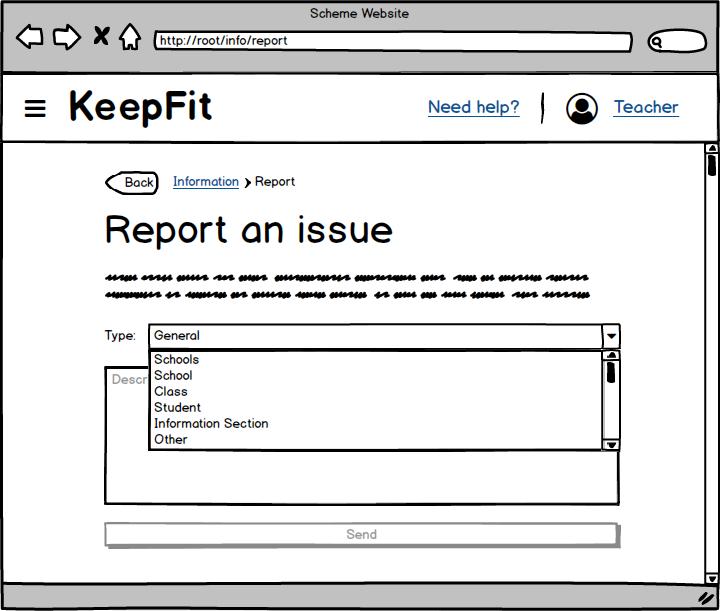 Scheme Website
http://root/info/report
KeepFit
Need help?
Teacher
Back
Information
Report
Report an issue
Type:
General
Schools
School
Class
Student
Information Section
Other
Descr
Send